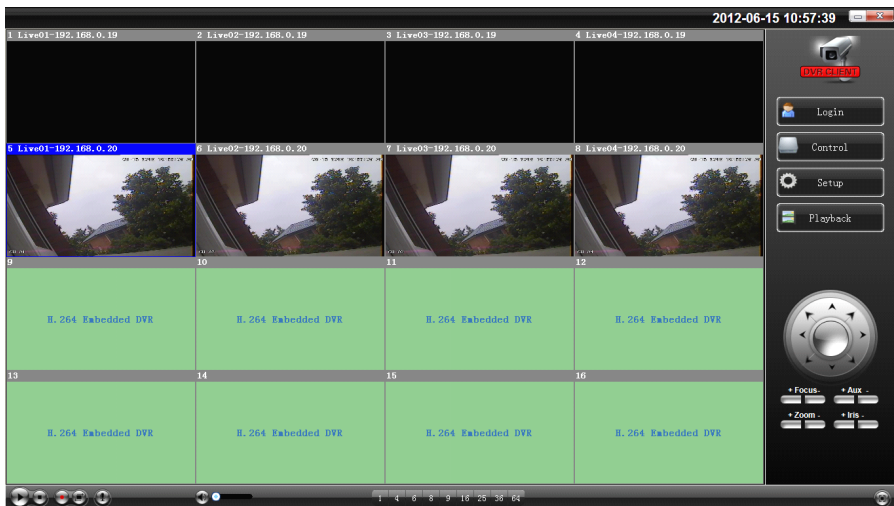 2012-06-15 10:57:39
1 Live01-192.168.0.19
2 Live02-192.168.0.19
3 Live03-192.168.0.19
4 Live04-192.168.0.19
DVR CLIENT
Login
Control
Setup
Playback
5 Live01-192.168.0.20
6 Live02-192.168.0.20
7 Live03-192.168.0.20
8 Live04-192.168.0.20
9
10
11
12
H.264 Embedded DVR
H.264 Embedded DVR
H.264 Embedded DVR
H.264 Embedded DVR
13
14
15
16
H.264 Embedded DVR
H.264 Embedded DVR
H.264 Embedded DVR
H.264 Embedded DVR
+ Focus-
+ Aux -
+ Zoom -
+ Iris -
1 4 6 8 9 16 25 36 64